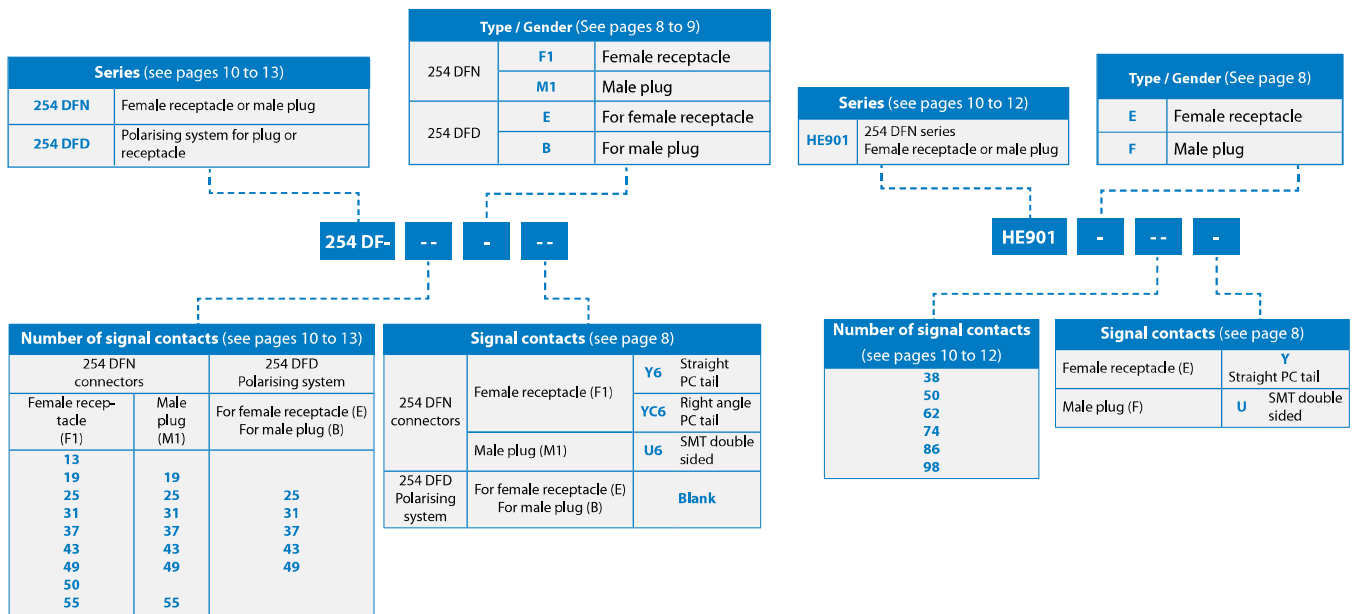 Series (see pages 10 to 13)
254 DFN Female receptacle or male plug
254 DFD Polarising system for plug or
receptacle
Type / Gender (See pages 8 to 9)
254 DFN F1 Female receptacle
M1 Male plug
254 DFD E For female receptacle
B For male plug
254 DF- -- - --
Number of signal contacts (see pages 10 to 13)
254 DFN
connectors
254 DFD
Polarising system
Female recep-
tacle
(F1)
Male
plug
(M1)
For female receptacle (E)
For male plug (B)
13
19 19
25 25 25
31 31 31
37 37 37
43 43 43
49 49 49
50
55 55
Signal contacts (see page 8)
254 DFN
connectors
Female receptacle (F1)
Y6 Straight
PC tail
YC6 Right angle
PC tail
Male plug (M1)
U6 SMT double
sided
254 DFD
Polarising
system
For female receptacle (E)
For male plug (B)
Blank
Series (see pages 10 to 12)
HE901 254 DFN series
Female receptacle or male plug
Type / Gender (See page 8)
E Female receptacle
F Male plug
HE901 - -- -
Number of signal contacts
(see pages 10 to 12)
38
50
62
74
86
98
Signal contacts (see page 8)
Female receptacle (E)
Y
Straight PC tail
Male plug (F)
U SMT double
sided